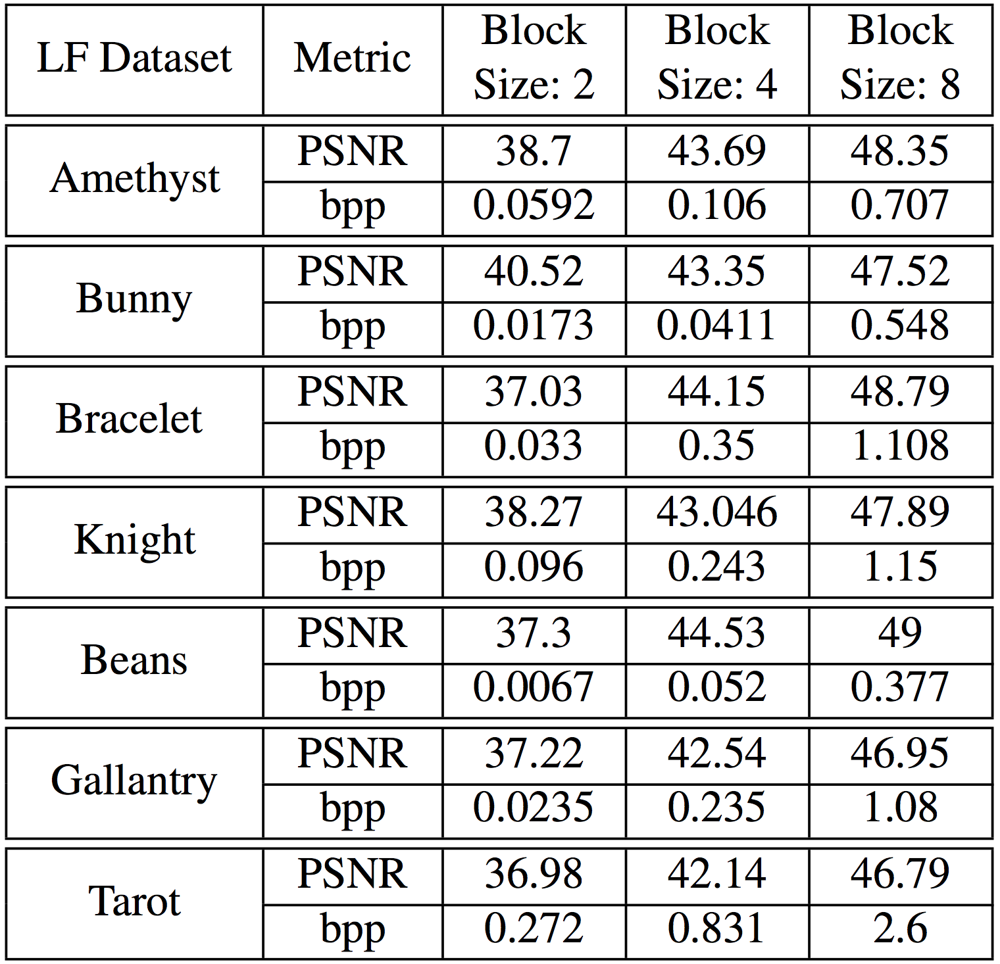 LF Dataset Metric Block Size: 2 Block Size: 4 Block Size: 8
Amethyst PSNR 38.7 43.69 48.35
bpp 0.0592 0.106 0.707
Bunny PSNR 40.52 43.35 47.52
bpp 0.0173 0.0411 0.548
Bracelet PSNR 37.03 44.15 48.79
bpp 0.033 0.35 1.108
Knight PSNR 38.27 43.046 47.89
bpp 0.096 0.243 1.15
Beans PSNR 37.3 44.53 49
bpp 0.0067 0.052 0.377
Gallantry PSNR 37.22 42.54 46.95
bpp 0.0235 0.235 1.08
Tarot PSNR 36.98 42.14 46.79
bpp 0.272 0.831 2.6